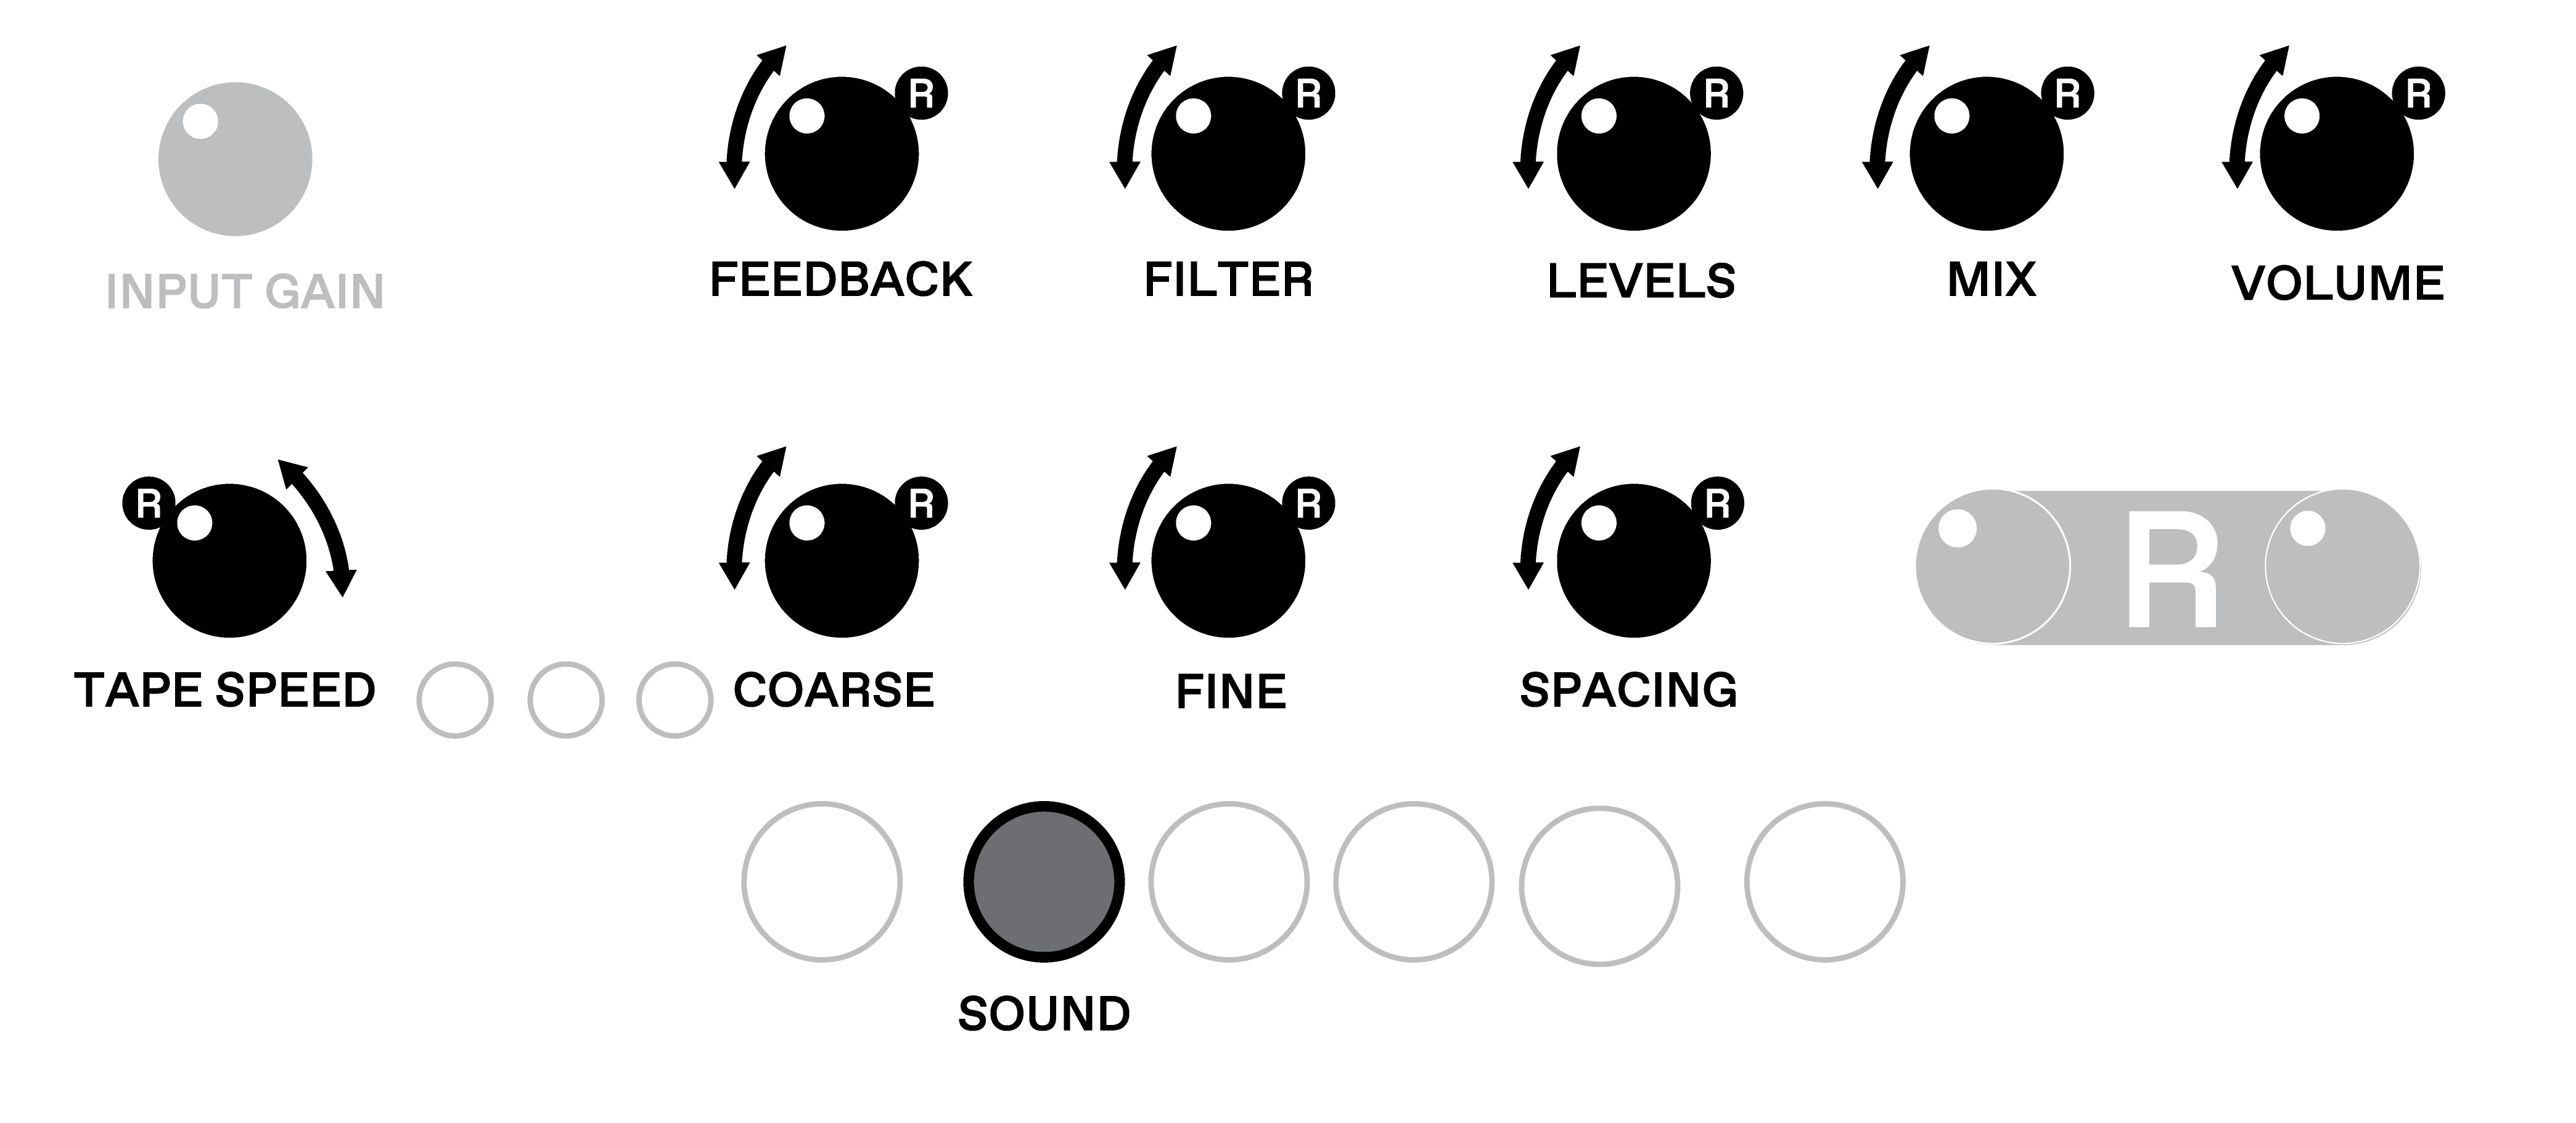 R R R R R
INPUT GAIN FEEDBACK FILTER LEVELS MIX VOLUME
R R R R R
TAPE SPEED COARSE FINE SPACING
SOUND